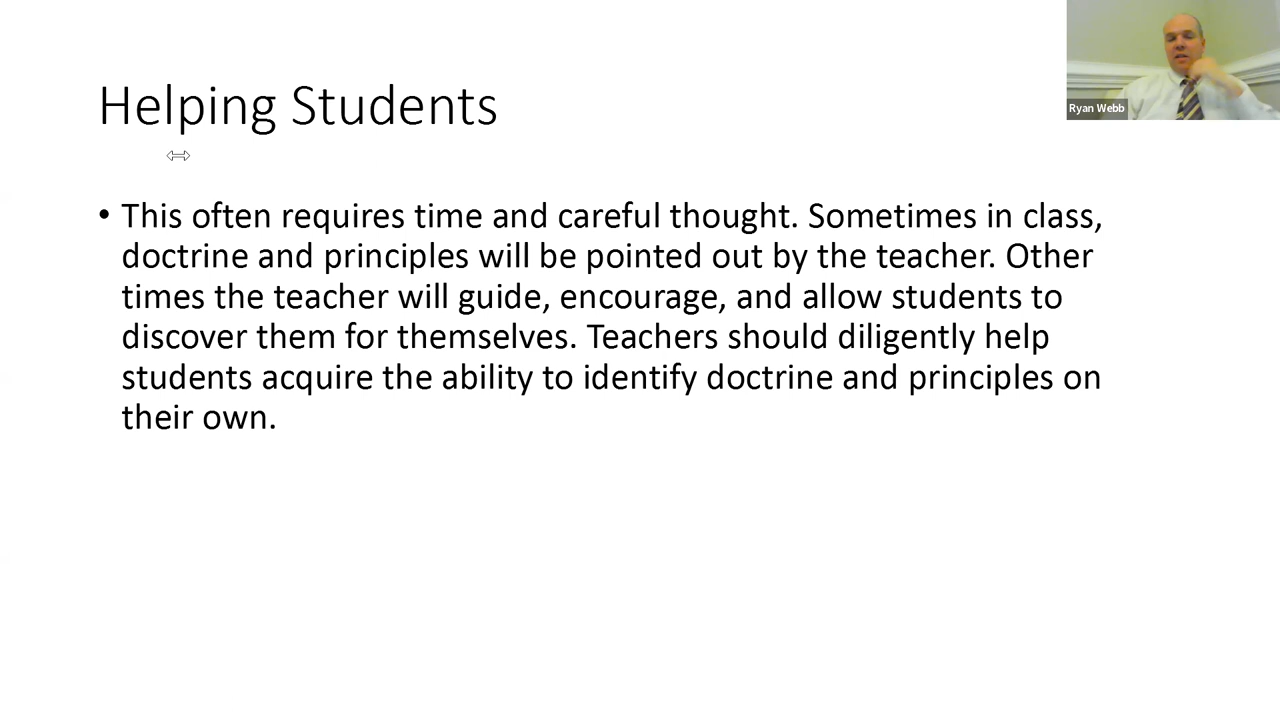 Helping Students
Ryan Webb
• This often requires time and careful thought. Sometimes in class,
doctrine and principles will be pointed out by the teacher. Other
times the teacher will guide, encourage, and allow students to
discover them for themselves. Teachers should diligently help
students acquire the ability to identify doctrine and principles on
their own.